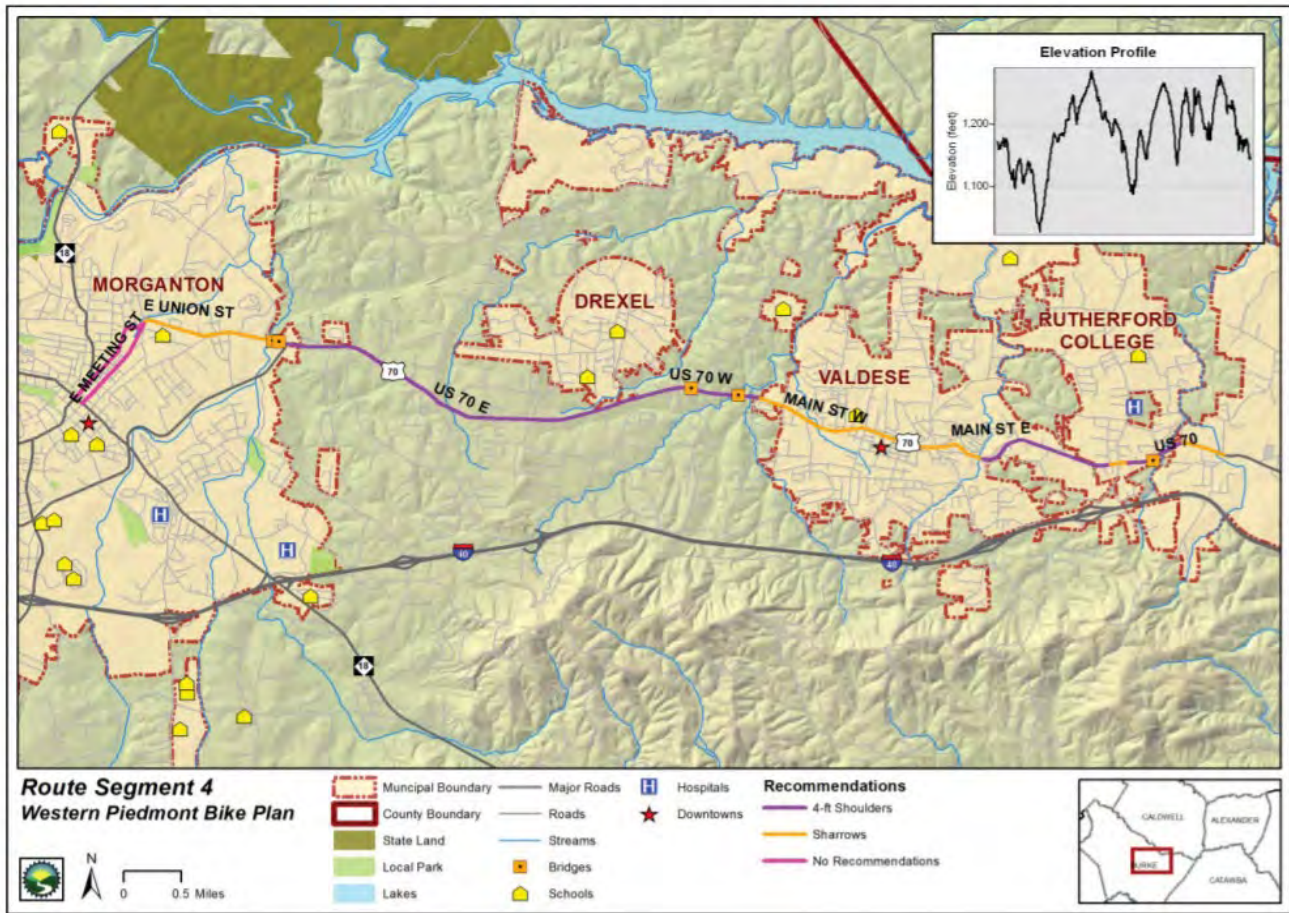 Elevation Profile
Elevation (feet)
1,200
1,100
18
MORGANTON
E UNION ST
E MEETING ST
DREXEL
RUTHERFORD
COLLEGE
VALDESE
70
US 70 E
US 70 W
MAIN ST W
70
MAIN ST E
US 70
H
H
H
40
40
18
Route Segment 4
Western Piedmont Bike Plan
N
0 0.5 Miles
Muncipal Boundary
County Boundary
State Land
Local Park
Lakes
Major Roads
Roads
Streams
Bridges
Schools
H Hospitals
Downtowns
Recommendations
4-ft Shoulders
Sharrows
No Recommendations
CALDWELL
ALEXANDER
BURKE
CATAWBA